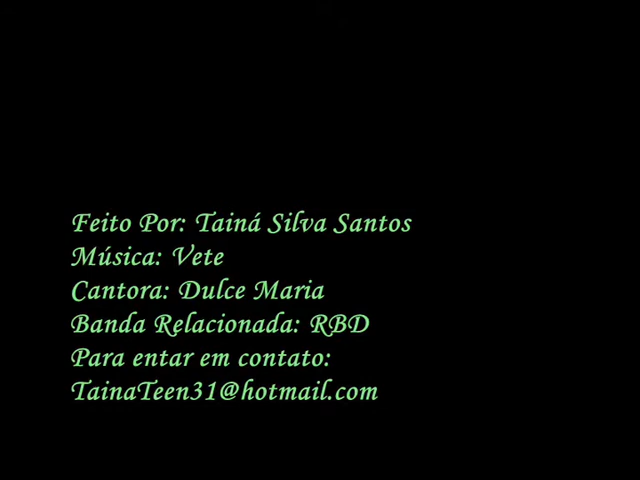 Feito Por: Tainá Silva Santos
Música: Vete
Cantora: Dulce Maria
Banda Relacionada: RBD
Para entar em contato:
TainaTeen31@hotmail.com